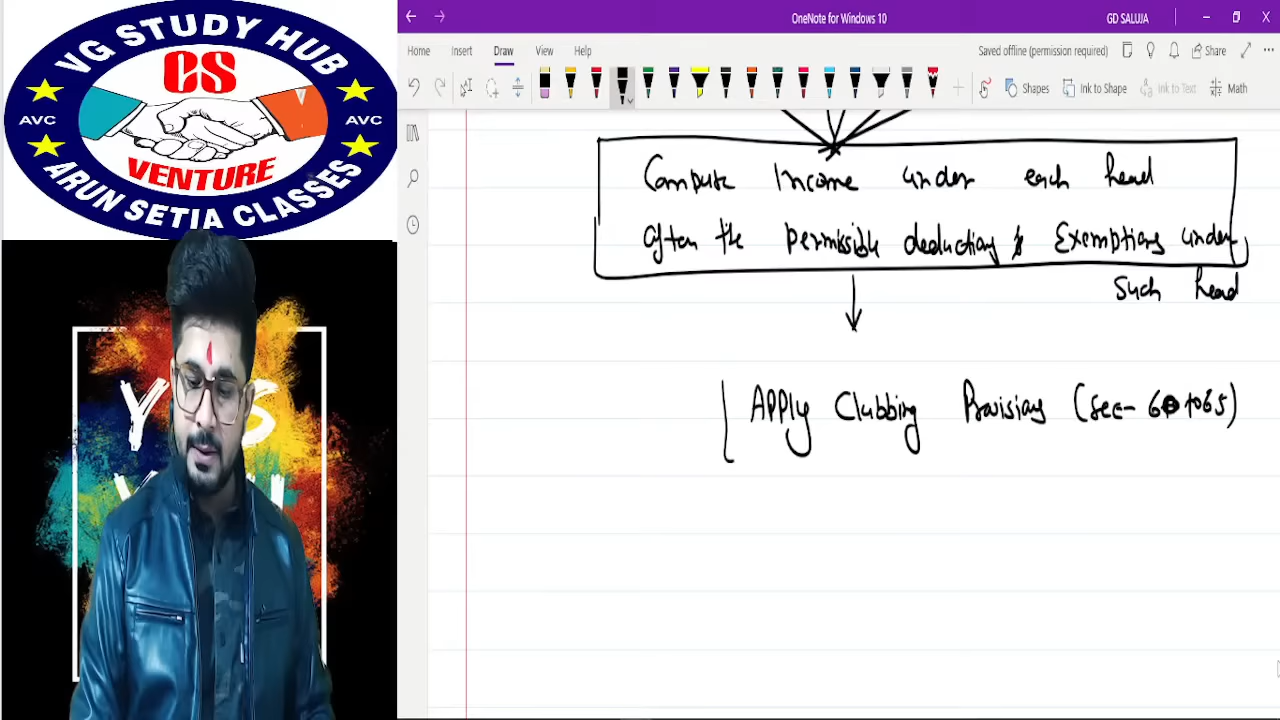 VG STUDY HUB
CS
AVC
AVC
VENTURE
ARUN SETIA CLASSES
OneNote for Windows 10
GD SALUJA
Home Insert Draw View Help
Saved offline (permission required)
Share
Shapes
Ink to Shape
Ink to Text
Math
Compute Income under each head
after the permissible deductions & Exemptions under
such head
Apply Clubbing Provisions (Sec- 60 to 65)